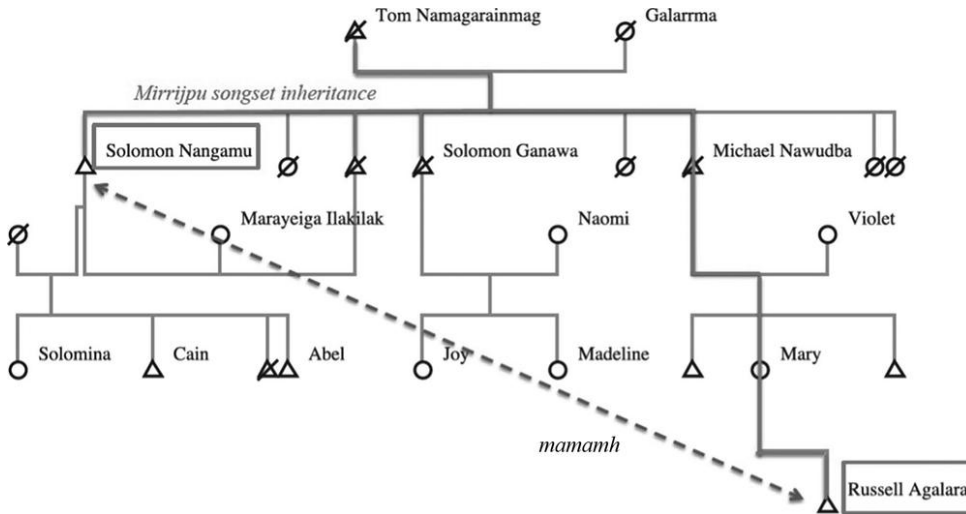 Tom Namagarainmag
Galarrma
Mirrijpu songset inheritance
Solomon Nangamu
Solomon Ganawa
Michael Nawudba
Marayeiga Ilakilak
Naomi
Violet
Solomina
Cain
Abel
Joy
Madeline
Mary
mamamh
Russell Agalara